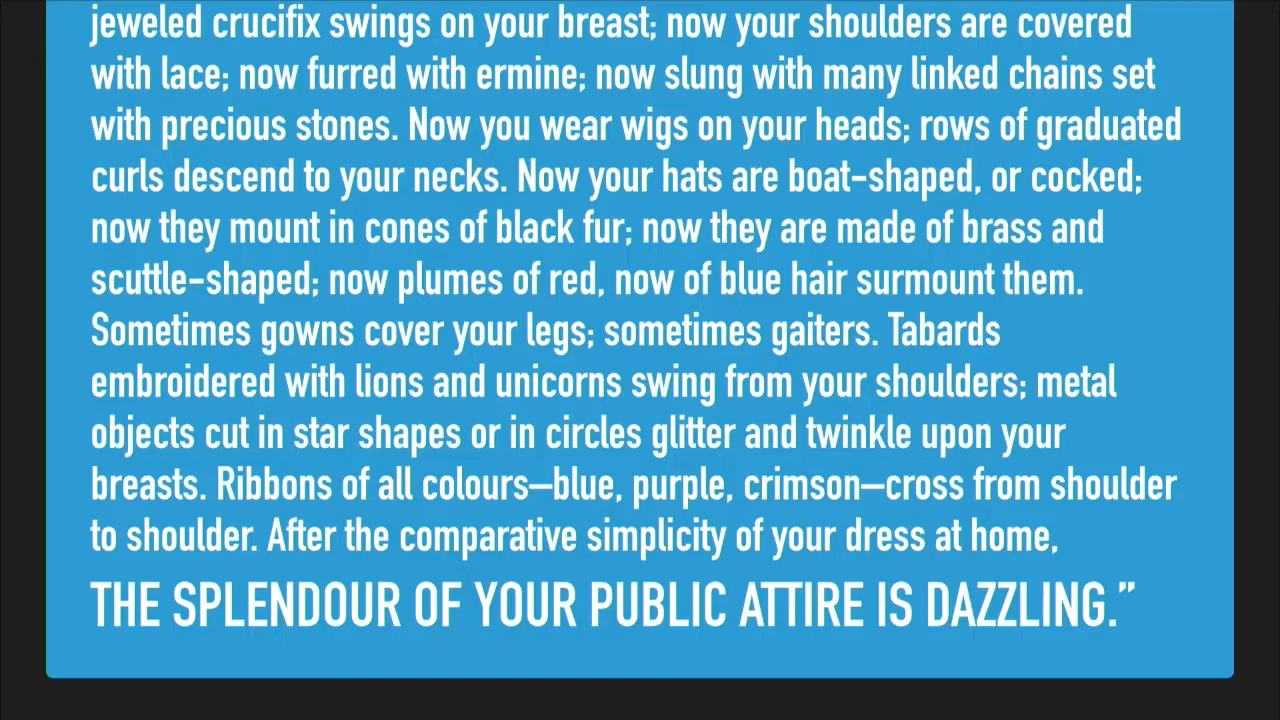 jeweled crucifix swings on your breast; now your shoulders are covered
with lace; now furred with ermine; now slung with many linked chains set
with precious stones. Now you wear wigs on your heads; rows of graduated
curls descend to your necks. Now your hats are boat-shaped, or cocked;
now they mount in cones of black fur; now they are made of brass and
scuttle-shaped; now plumes of red, now of blue hair surmount them.
Sometimes gowns cover your legs; sometimes gaiters. Tabards
embroidered with lions and unicorns swing from your shoulders; metal
objects cut in star shapes or in circles glitter and twinkle upon your
breasts. Ribbons of all colours—blue, purple, crimson—cross from shoulder
to shoulder. After the comparative simplicity of your dress at home,
THE SPLENDOUR OF YOUR PUBLIC ATTIRE IS DAZZLING.”